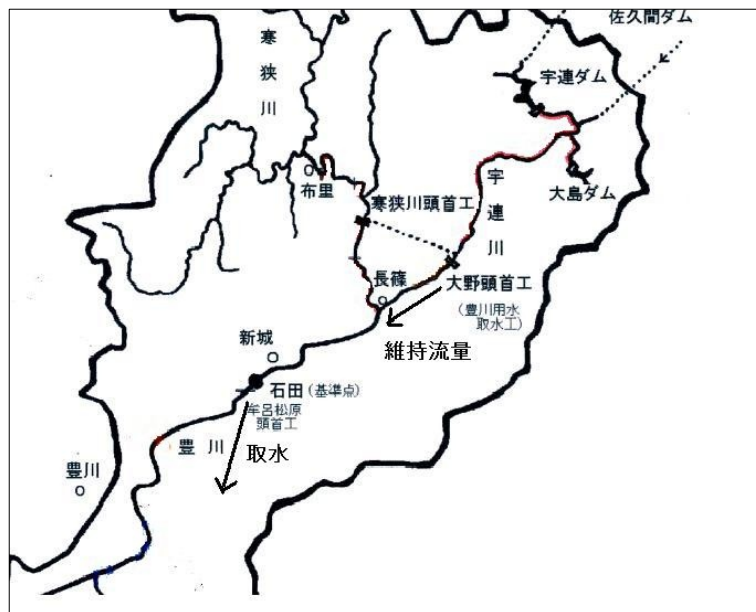 佐久間ダム
寒狭川
宇連ダム
大島ダム
布里
寒狭川頭首工
宇連川
長篠
大野頭首工
(豊川用水
取水工)
維持流量
新城
石田(基準点)
牟呂松原
頭首工
豊川
取水
豊川